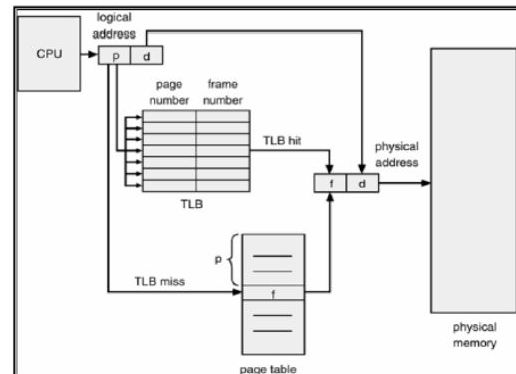 logical
address
CPU
p d
page
number
frame
number
TLB hit
physical
address
f d
TLB
p
TLB miss
f
physical
memory
page table